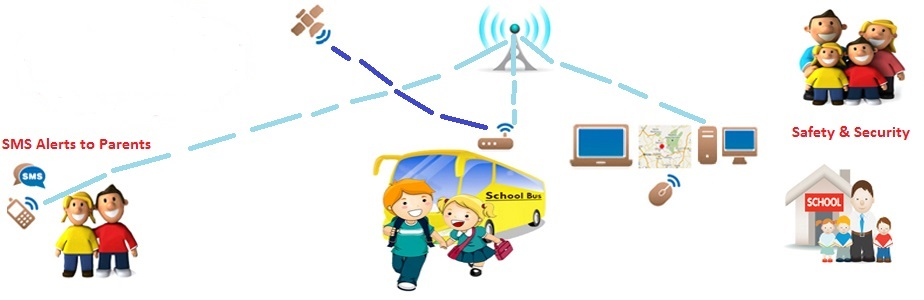 SMS Alerts to Parents
SMS
School Bus
Safety & Security
SCHOOL